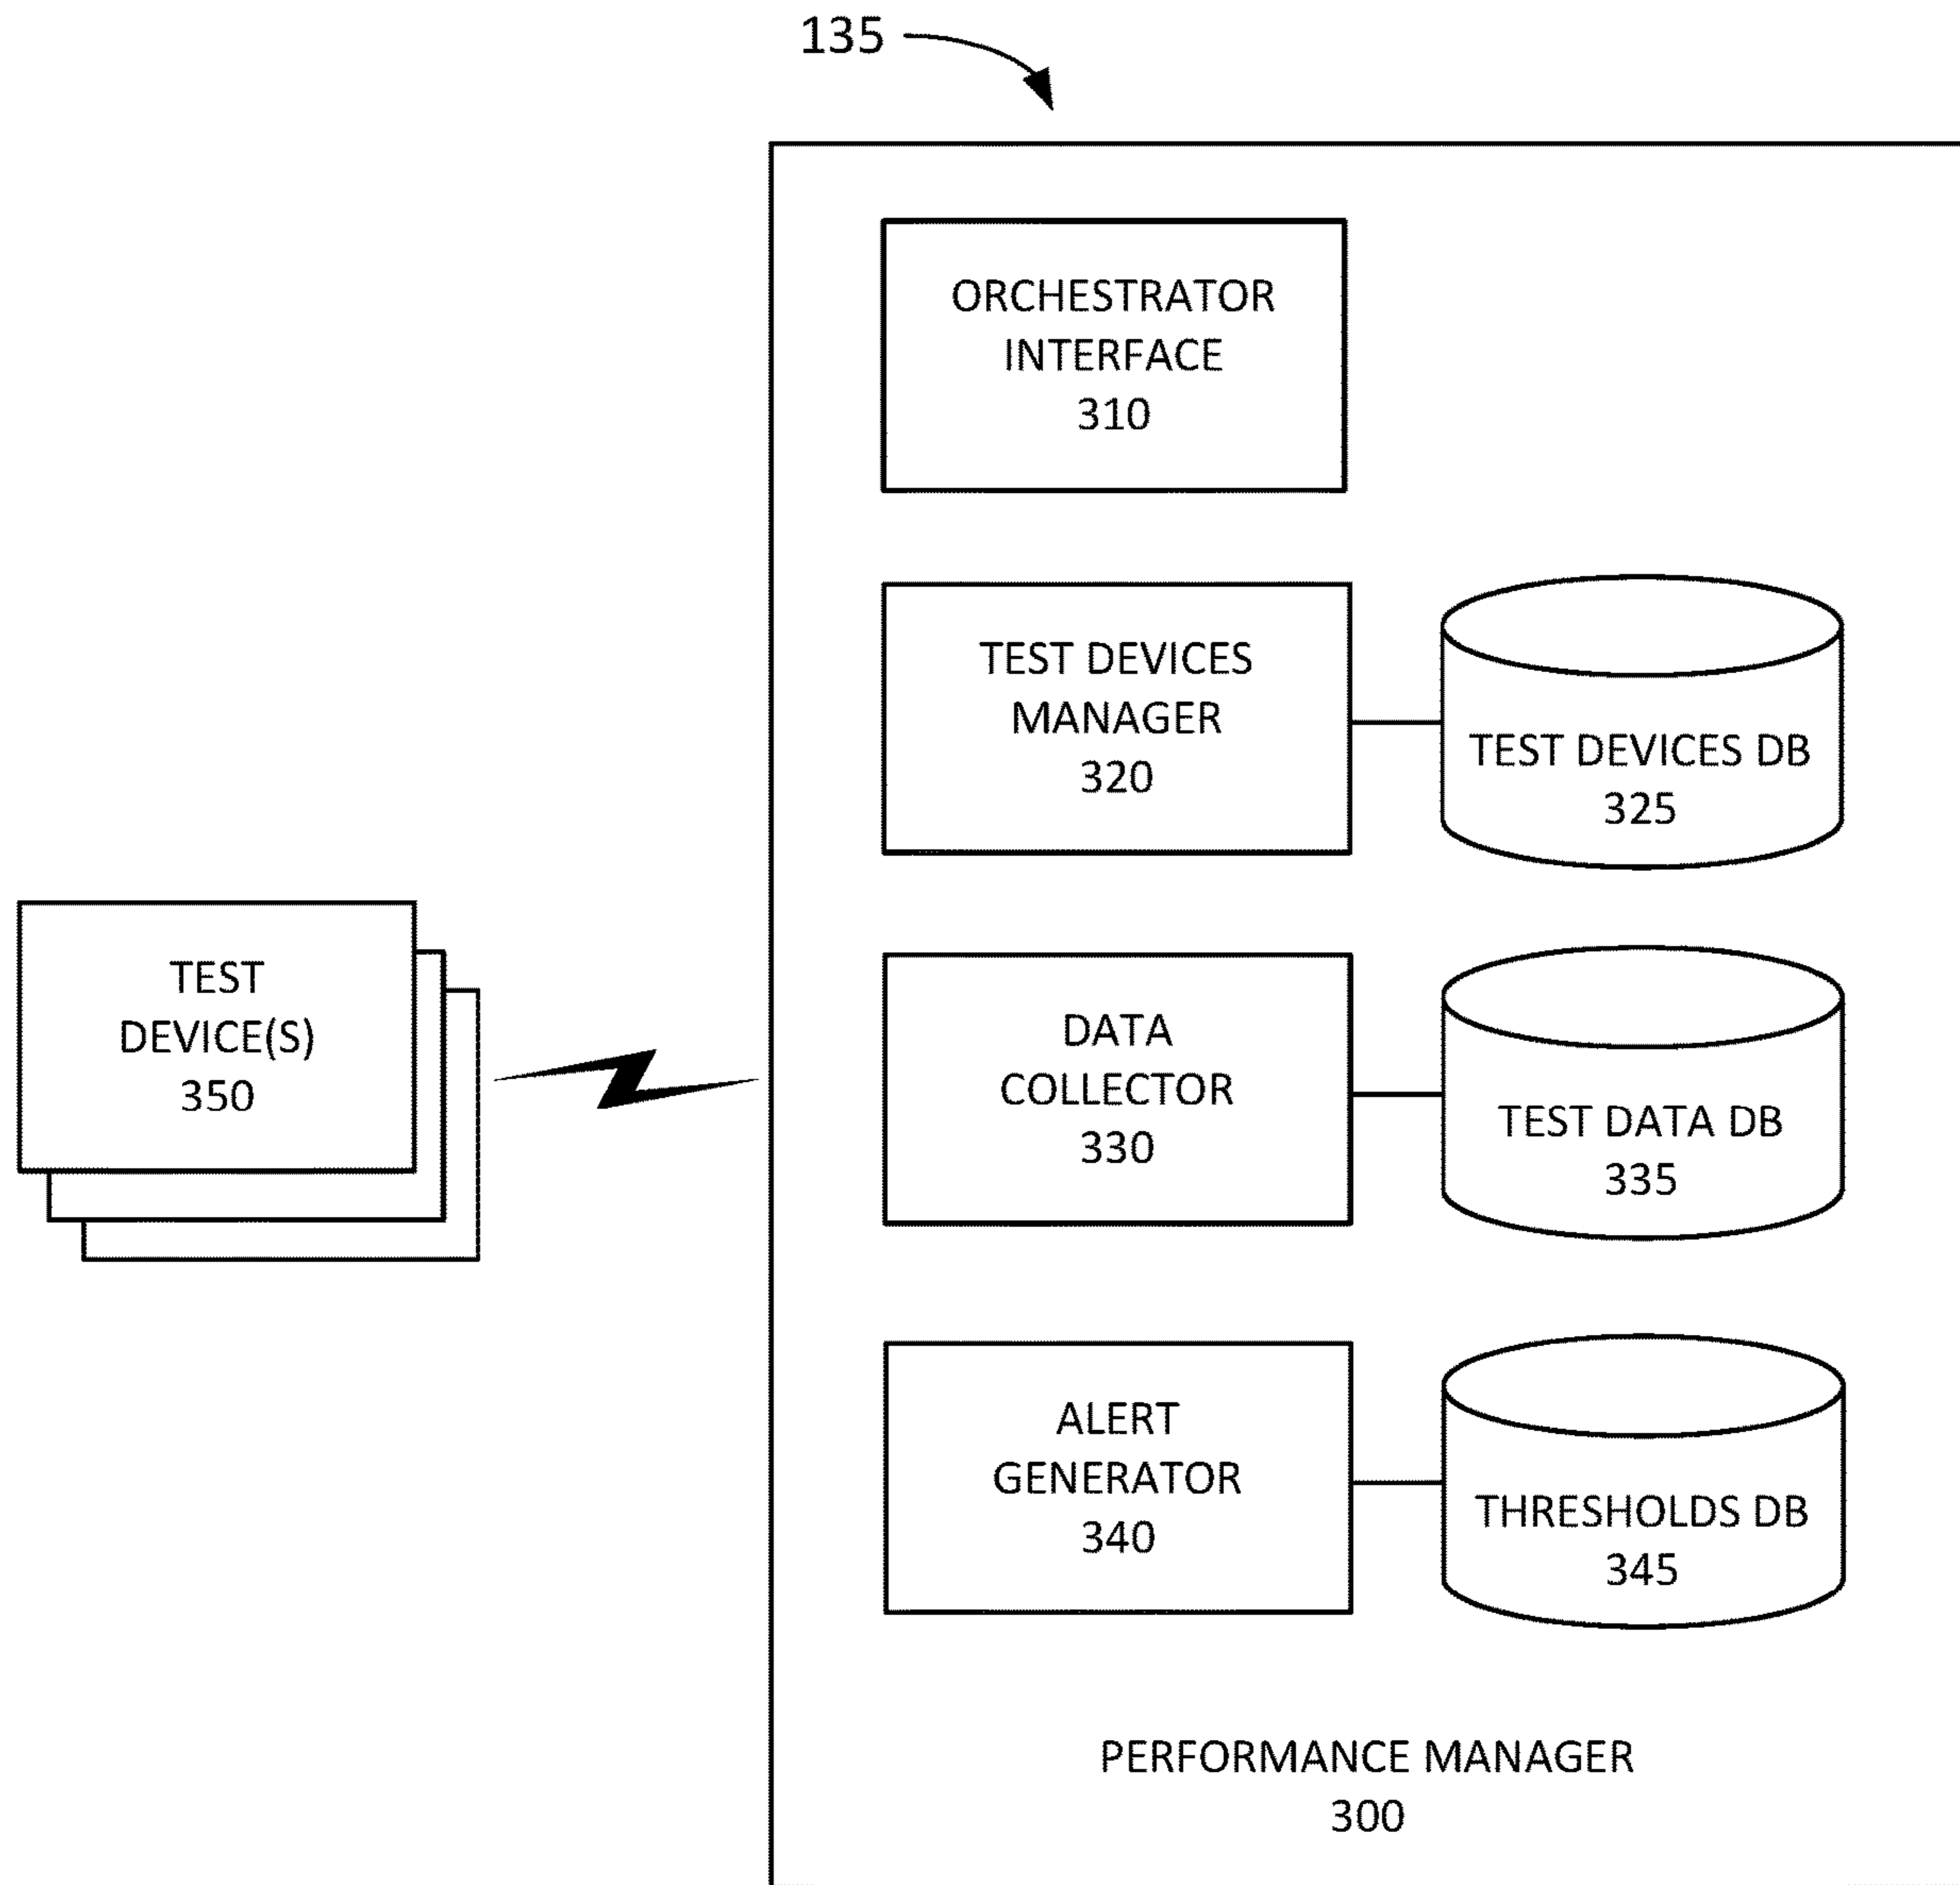 135
ORCHESTRATOR
INTERFACE
310
TEST DEVICES
MANAGER
320
TEST DEVICES DB
325
TEST
DEVICE(S)
350
DATA
COLLECTOR
330
TEST DATA DB
335
ALERT
GENERATOR
340
THRESHOLDS DB
345
PERFORMANCE MANAGER
300